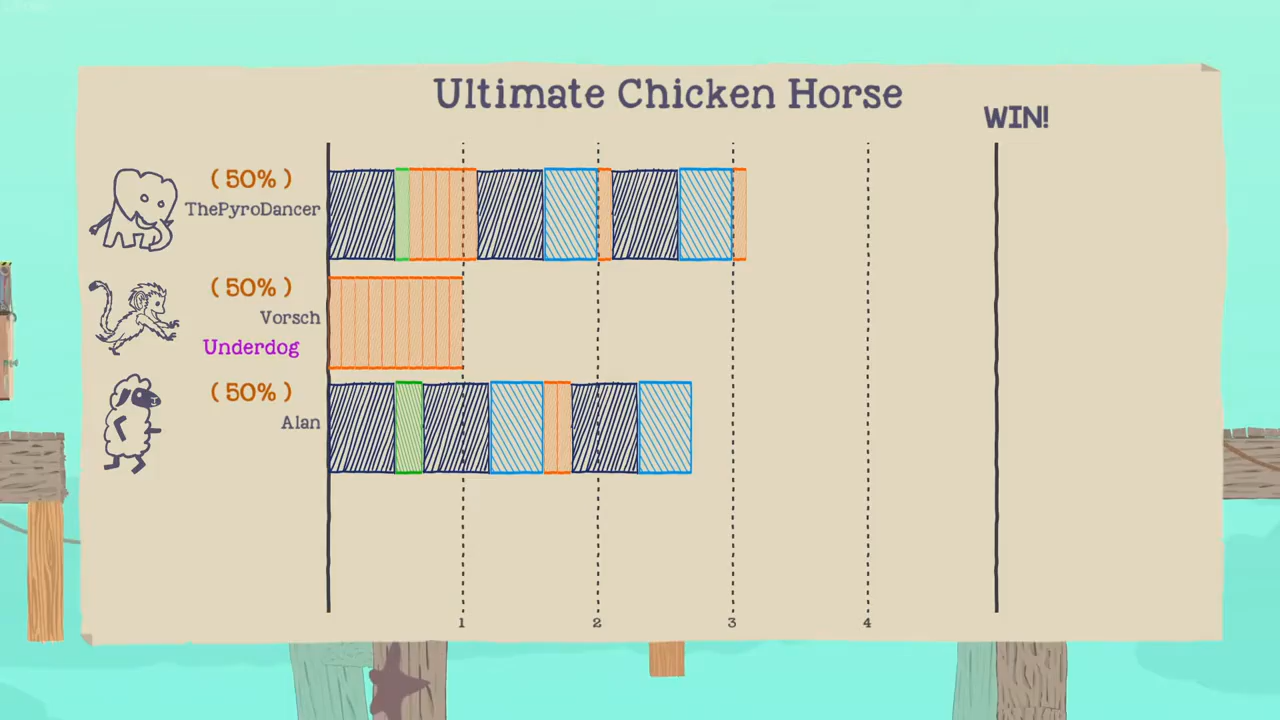 Ultimate Chicken Horse
WIN!
( 50% )
ThePyroDancer
( 50% )
Vorsch
Underdog
( 50% )
Alan
1 2 3 4